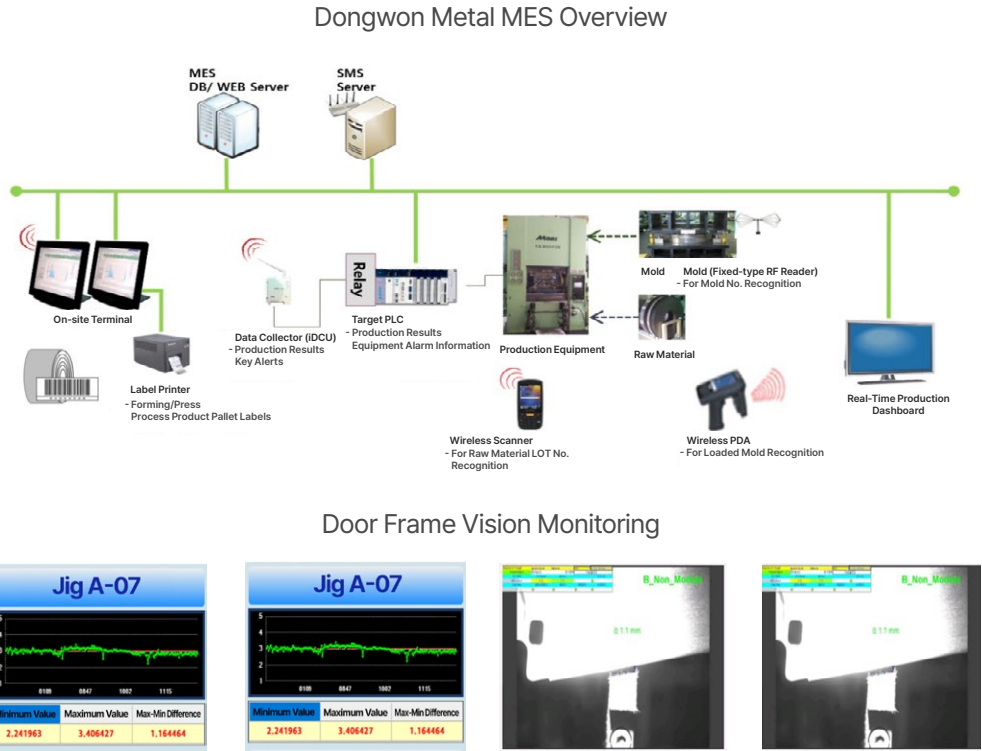 Dongwon Metal MES Overview
MES
DB/ WEB Server
SMS
Server
On-site Terminal
Label Printer
- Forming/Press
Process Product Pallet Labels
Data Collector (iDCU)
- Production Results
Key Alerts
Relay
Target PLC
- Production Results
Equipment Alarm Information
Production Equipment
Mold
Mold (Fixed-type RF Reader)
- For Mold No. Recognition
Raw Material
Wireless Scanner
- For Raw Material LOT No.
Recognition
Wireless PDA
- For Loaded Mold Recognition
Real-Time Production
Dashboard
Door Frame Vision Monitoring
Jig A-07
Minimum Value Maximum Value Max-Min Difference
2.241963 3.406427 1.164464
Jig A-07
5
4
3
2
1
Minimum Value Maximum Value Max-Min Difference
2.241963 3.406427 1.164464